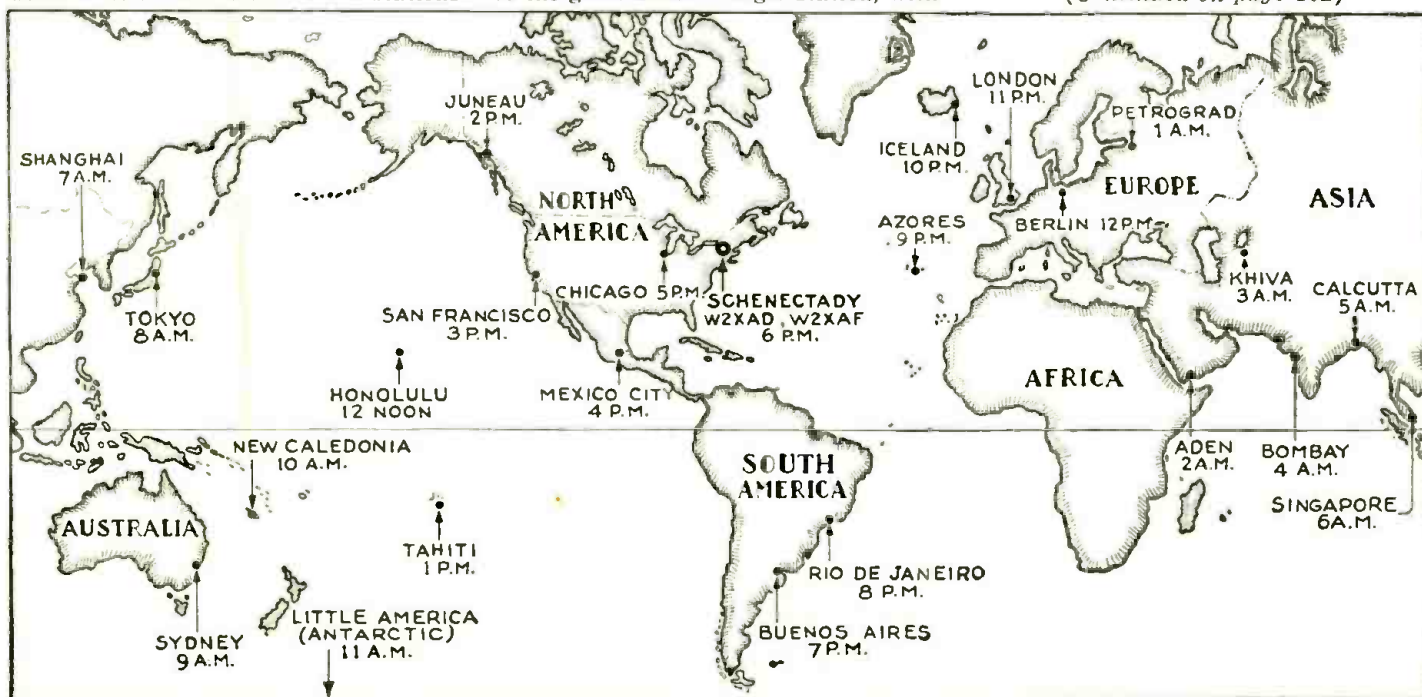 SHANGHAI
7 A.M.
TOKYO
8 A.M.
JUNEAU
2 P.M.
NORTH
AMERICA
SAN FRANCISCO
3 P.M.
CHICAGO 5 P.M.
SCHENECTADY
W2XAD, W2XAF
6 P.M.
HONOLULU
12 NOON
MEXICO CITY
4 P.M.
NEW CALEDONIA
10 A.M.
AUSTRALIA
SYDNEY
9 A.M.
LITTLE AMERICA
(ANTARCTIC)
11 A.M.
TAHITI
1 P.M.
SOUTH
AMERICA
RIO DE JANEIRO
8 P.M.
BUENOS AIRES
7 P.M.
LONDON
11 P.M.
ICELAND
10 P.M.
PETROGRAD
1 A.M.
EUROPE
ASIA
AZORES
9 P.M.
BERLIN 12 P.M.
KHIVA
3 A.M.
CALCUTTA
5 A.M.
AFRICA
ADEN
2 A.M.
BOMBAY
4 A.M.
SINGAPORE
6 A.M.